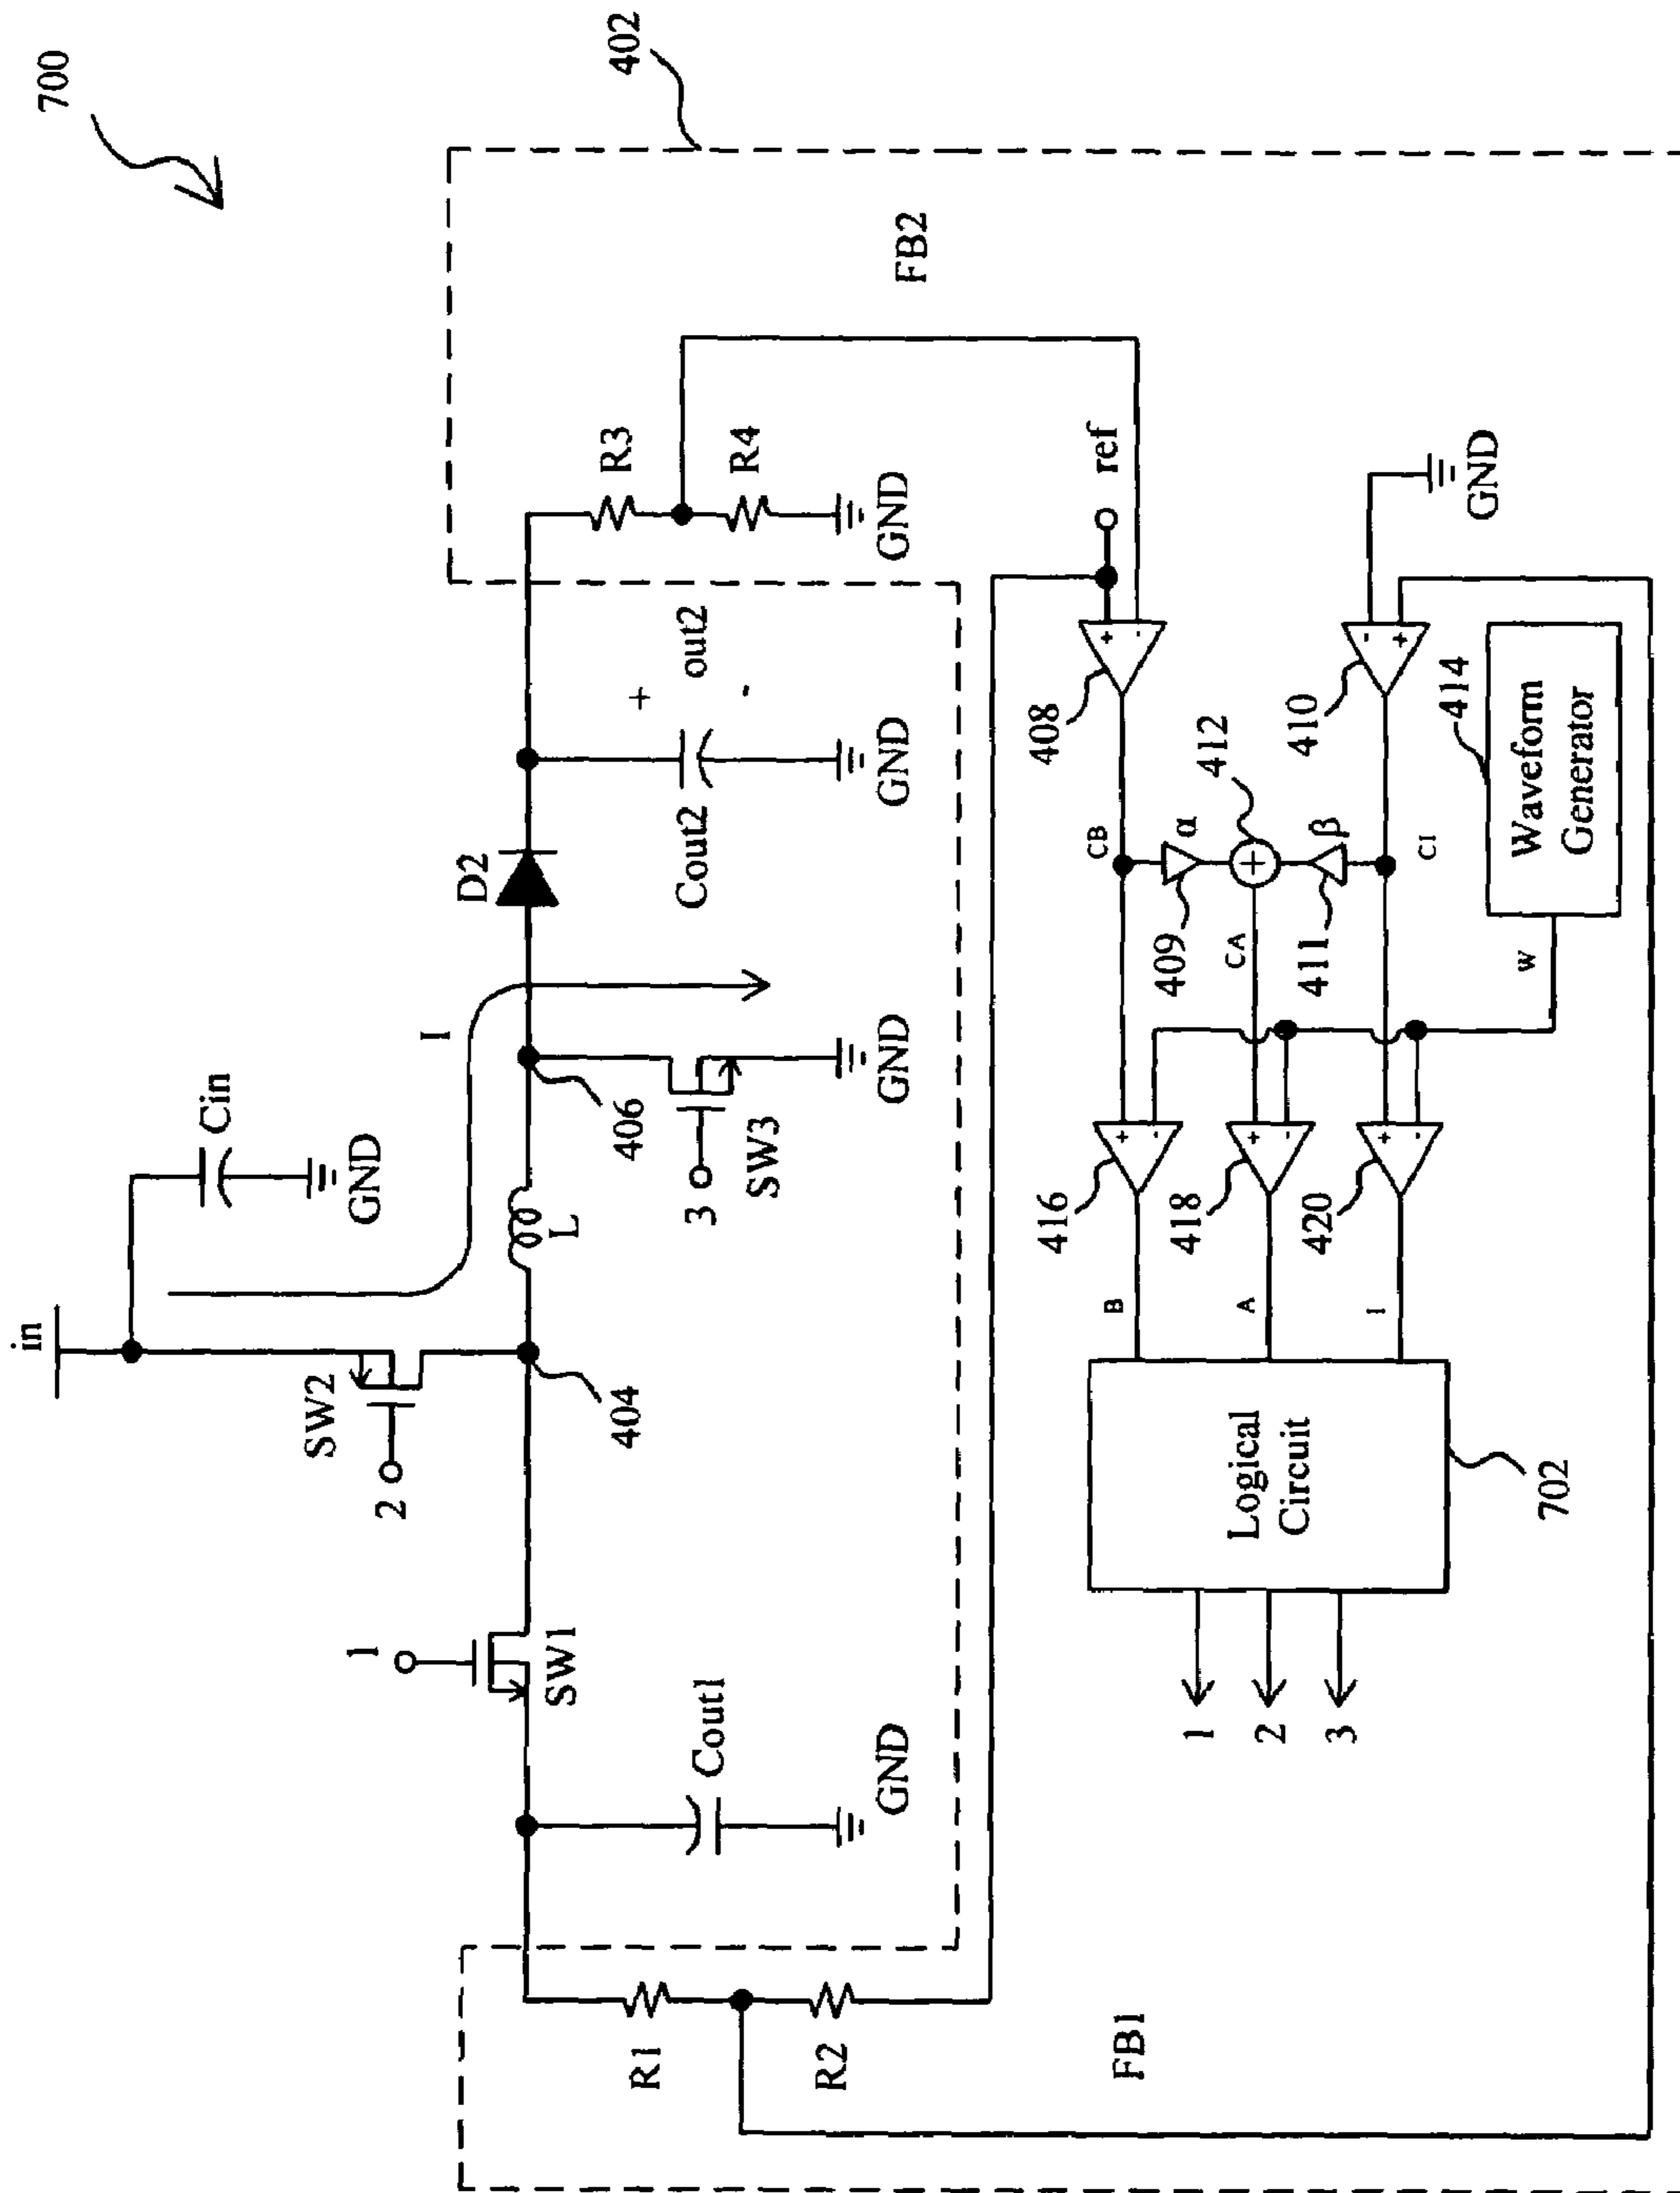 700
402
in
Cin
GND
SW2
2
I
404
L
406
D2
1
SW1
Cout1
GND
3
SW3
GND
Cout2
+
out2
-
GND
R3
R4
GND
FB2
R1
R2
FB1
ref
+
-
408
CB
α
409
412
CA
β
411
CI
-
+
410
GND
414
Waveform
Generator
W
+
-
416
+
-
418
+
-
420
B
A
1
Logical
Circuit
702
1
2
3